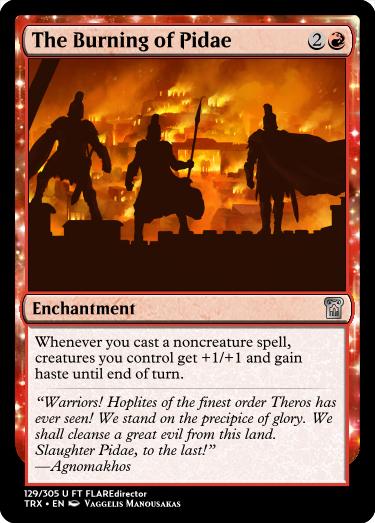 The Burning of Pidae 2
Enchantment
Whenever you cast a noncreature spell,
creatures you control get +1/+1 and gain
haste until end of turn.
“Warriors! Hoplites of the finest order Theros has
ever seen! We stand on the precipice of glory. We
shall cleanse a great evil from this land.
Slaughter Pidae, to the last!”
—Agnomakhos
129/305 U FT FLAREdirector
TRX • EN Vaggelis Manousakas